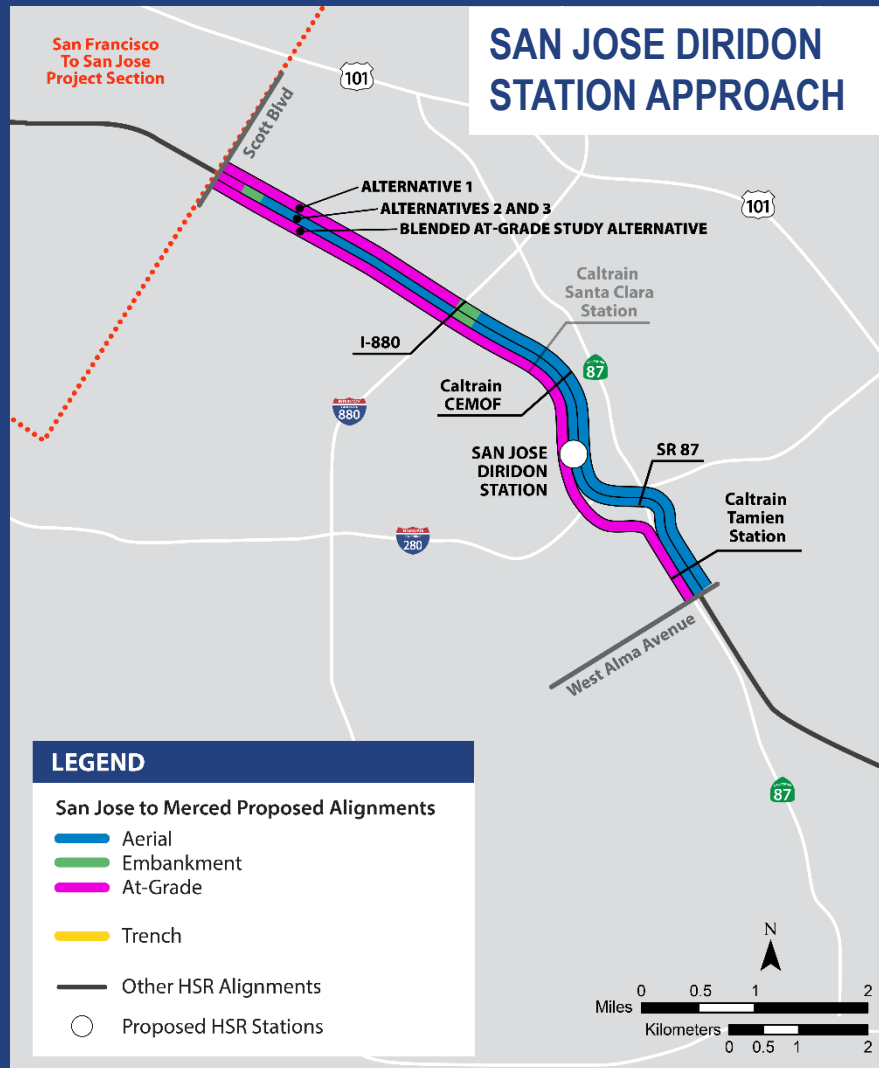 SAN JOSE DIRIDON
STATION APPROACH
San Francisco
To San Jose
Project Section
101
Scott Blvd
ALTERNATIVE 1
ALTERNATIVES 2 AND 3
BLENDED AT-GRADE STUDY ALTERNATIVE
101
Caltrain
Santa Clara
Station
I-880
87
Caltrain
CEMOF
880
SAN JOSE
DIRIDON
STATION
SR 87
Caltrain
Tamien
Station
280
West Alma Avenue
87
LEGEND
San Jose to Merced Proposed Alignments
Aerial
Embankment
At-Grade
Trench
Other HSR Alignments
Proposed HSR Stations
N
0 0.5 1 2
Miles
Kilometers
0 0.5 1 2